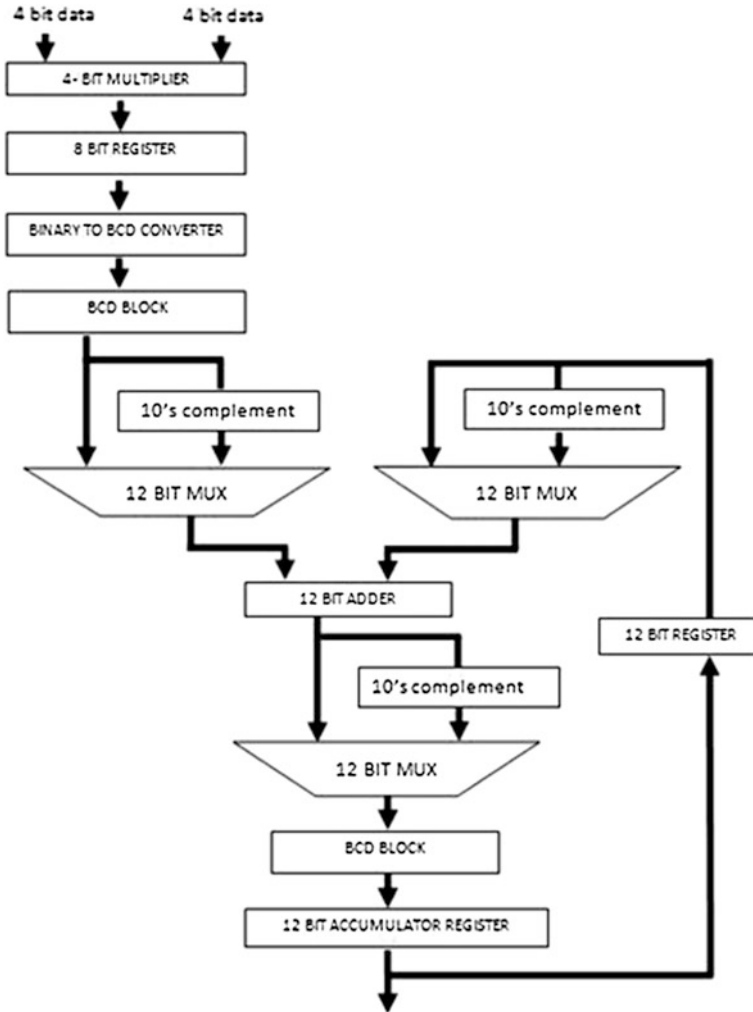 4 bit data
4 bit data
4- BIT MULTIPLIER
8 BIT REGISTER
BINARY TO BCD CONVERTER
BCD BLOCK
10's complement
10's complement
12 BIT MUX
12 BIT MUX
12 BIT ADDER
12 BIT REGISTER
10's complement
12 BIT MUX
BCD BLOCK
12 BIT ACCUMULATOR REGISTER